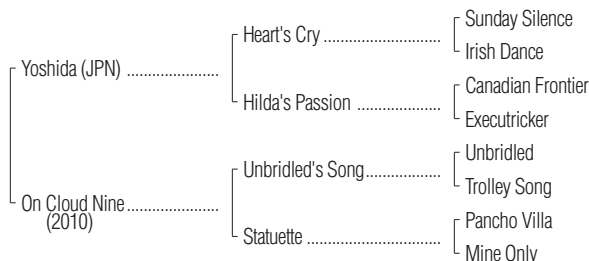 Sunday Silence
Heart's Cry
Irish Dance
Yoshida (JPN)
Canadian Frontier
Hilda's Passion
Executricker
Unbridled
Unbridled's Song
Trolley Song
On Cloud Nine
(2010)
Pancho Villa
Statuette
Mine Only